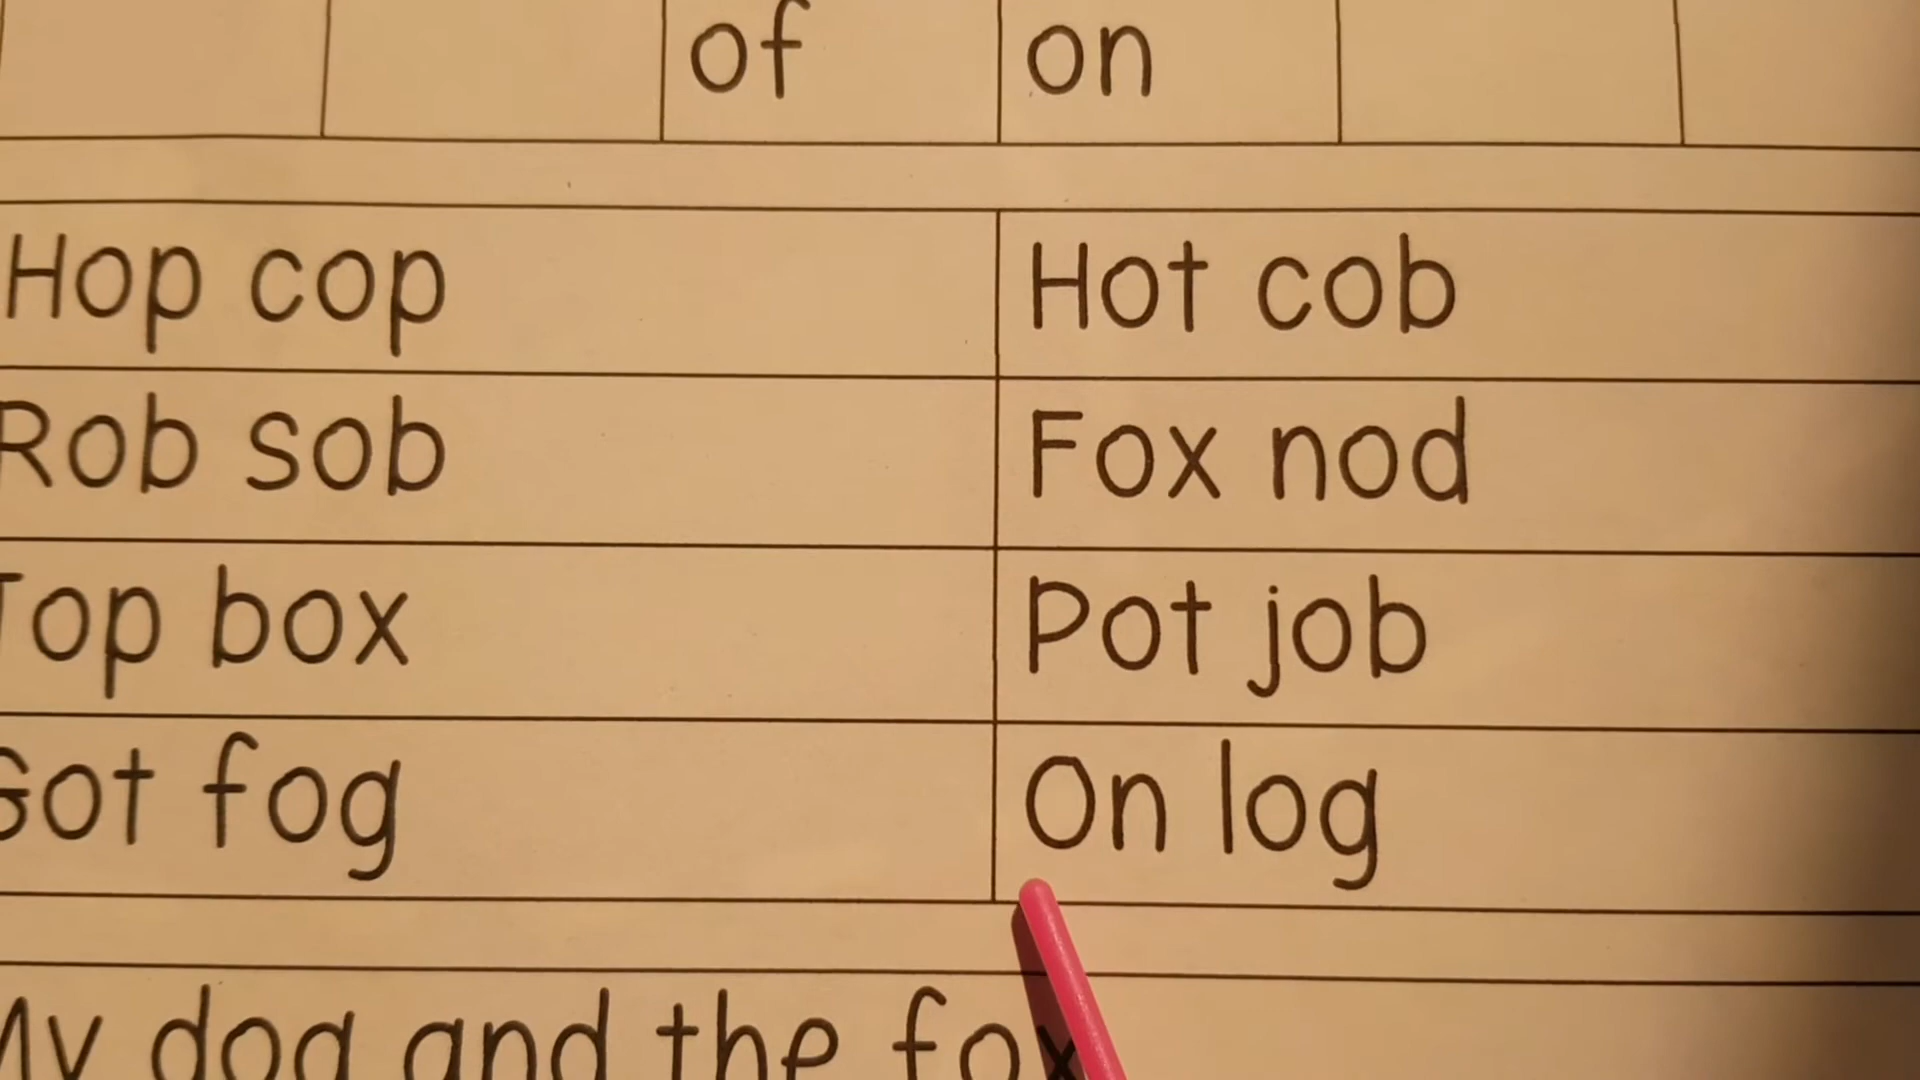 of on
Hop cop Hot cob
Rob sob Fox nod
Top box Pot job
Got fog On log
My dog and the fox